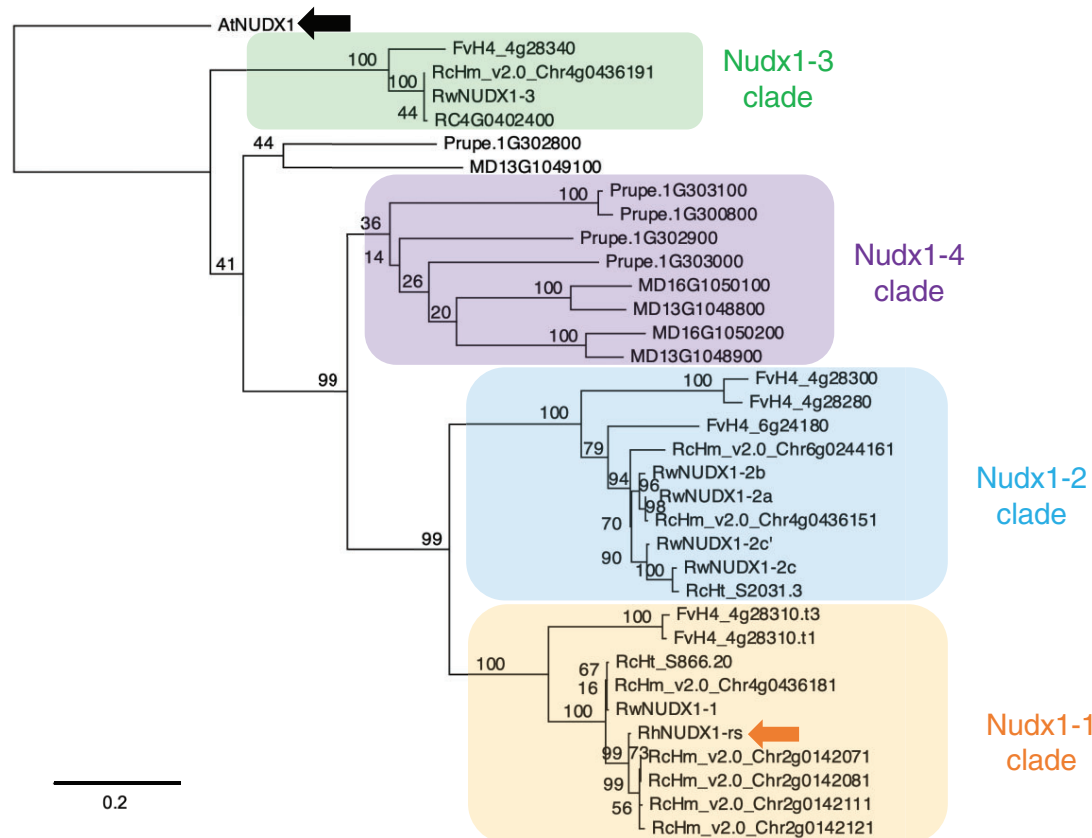 AtNUDX1
FvH4_4g28340
100
RcHm_v2.0_Chr4g0436191
100
RwNUDX1-3
44
RC4G0402400
Nudx1-3
clade
44
Prupe.1G302800
MD13G1049100
100
Prupe.1G303100
Prupe.1G300800
36
Prupe.1G302900
14
Prupe.1G303000
41
26
MD16G1050100
100
MD13G1048800
20
MD16G1050200
100
MD13G1048900
Nudx1-4
clade
99
FvH4_4g28300
100
FvH4_4g28280
100
FvH4_6g24180
79
RcHm_v2.0_Chr6g0244161
94
RwNUDX1-2b
96
RwNUDX1-2a
98
RcHm_v2.0_Chr4g0436151
70
RwNUDX1-2c'
90
RwNUDX1-2c
100
RcHt_S2031.3
Nudx1-2
clade
99
FvH4_4g28310.t3
100
FvH4_4g28310.t1
100
RcHt_S866.20
67
RcHm_v2.0_Chr4g0436181
16
RwNUDX1-1
100
RhNUDX1-rs
99
73
RcHm_v2.0_Chr2g0142071
RcHm_v2.0_Chr2g0142081
99
RcHm_v2.0_Chr2g0142111
56
RcHm_v2.0_Chr2g0142121
Nudx1-1
clade
0.2